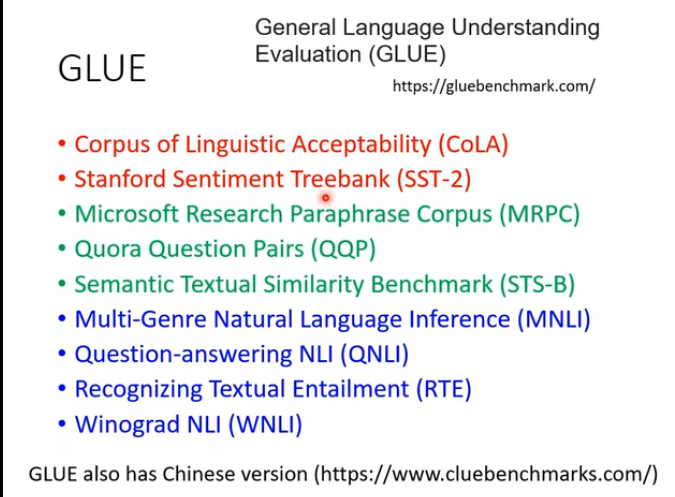 General Language Understanding
Evaluation (GLUE)
GLUE
https://gluebenchmark.com/
• Corpus of Linguistic Acceptability (CoLA)
• Stanford Sentiment Treebank (SST-2)
• Microsoft Research Paraphrase Corpus (MRPC)
• Quora Question Pairs (QQP)
• Semantic Textual Similarity Benchmark (STS-B)
• Multi-Genre Natural Language Inference (MNLI)
• Question-answering NLI (QNLI)
• Recognizing Textual Entailment (RTE)
• Winograd NLI (WNLI)
GLUE also has Chinese version (https://www.cluebenchmarks.com/)